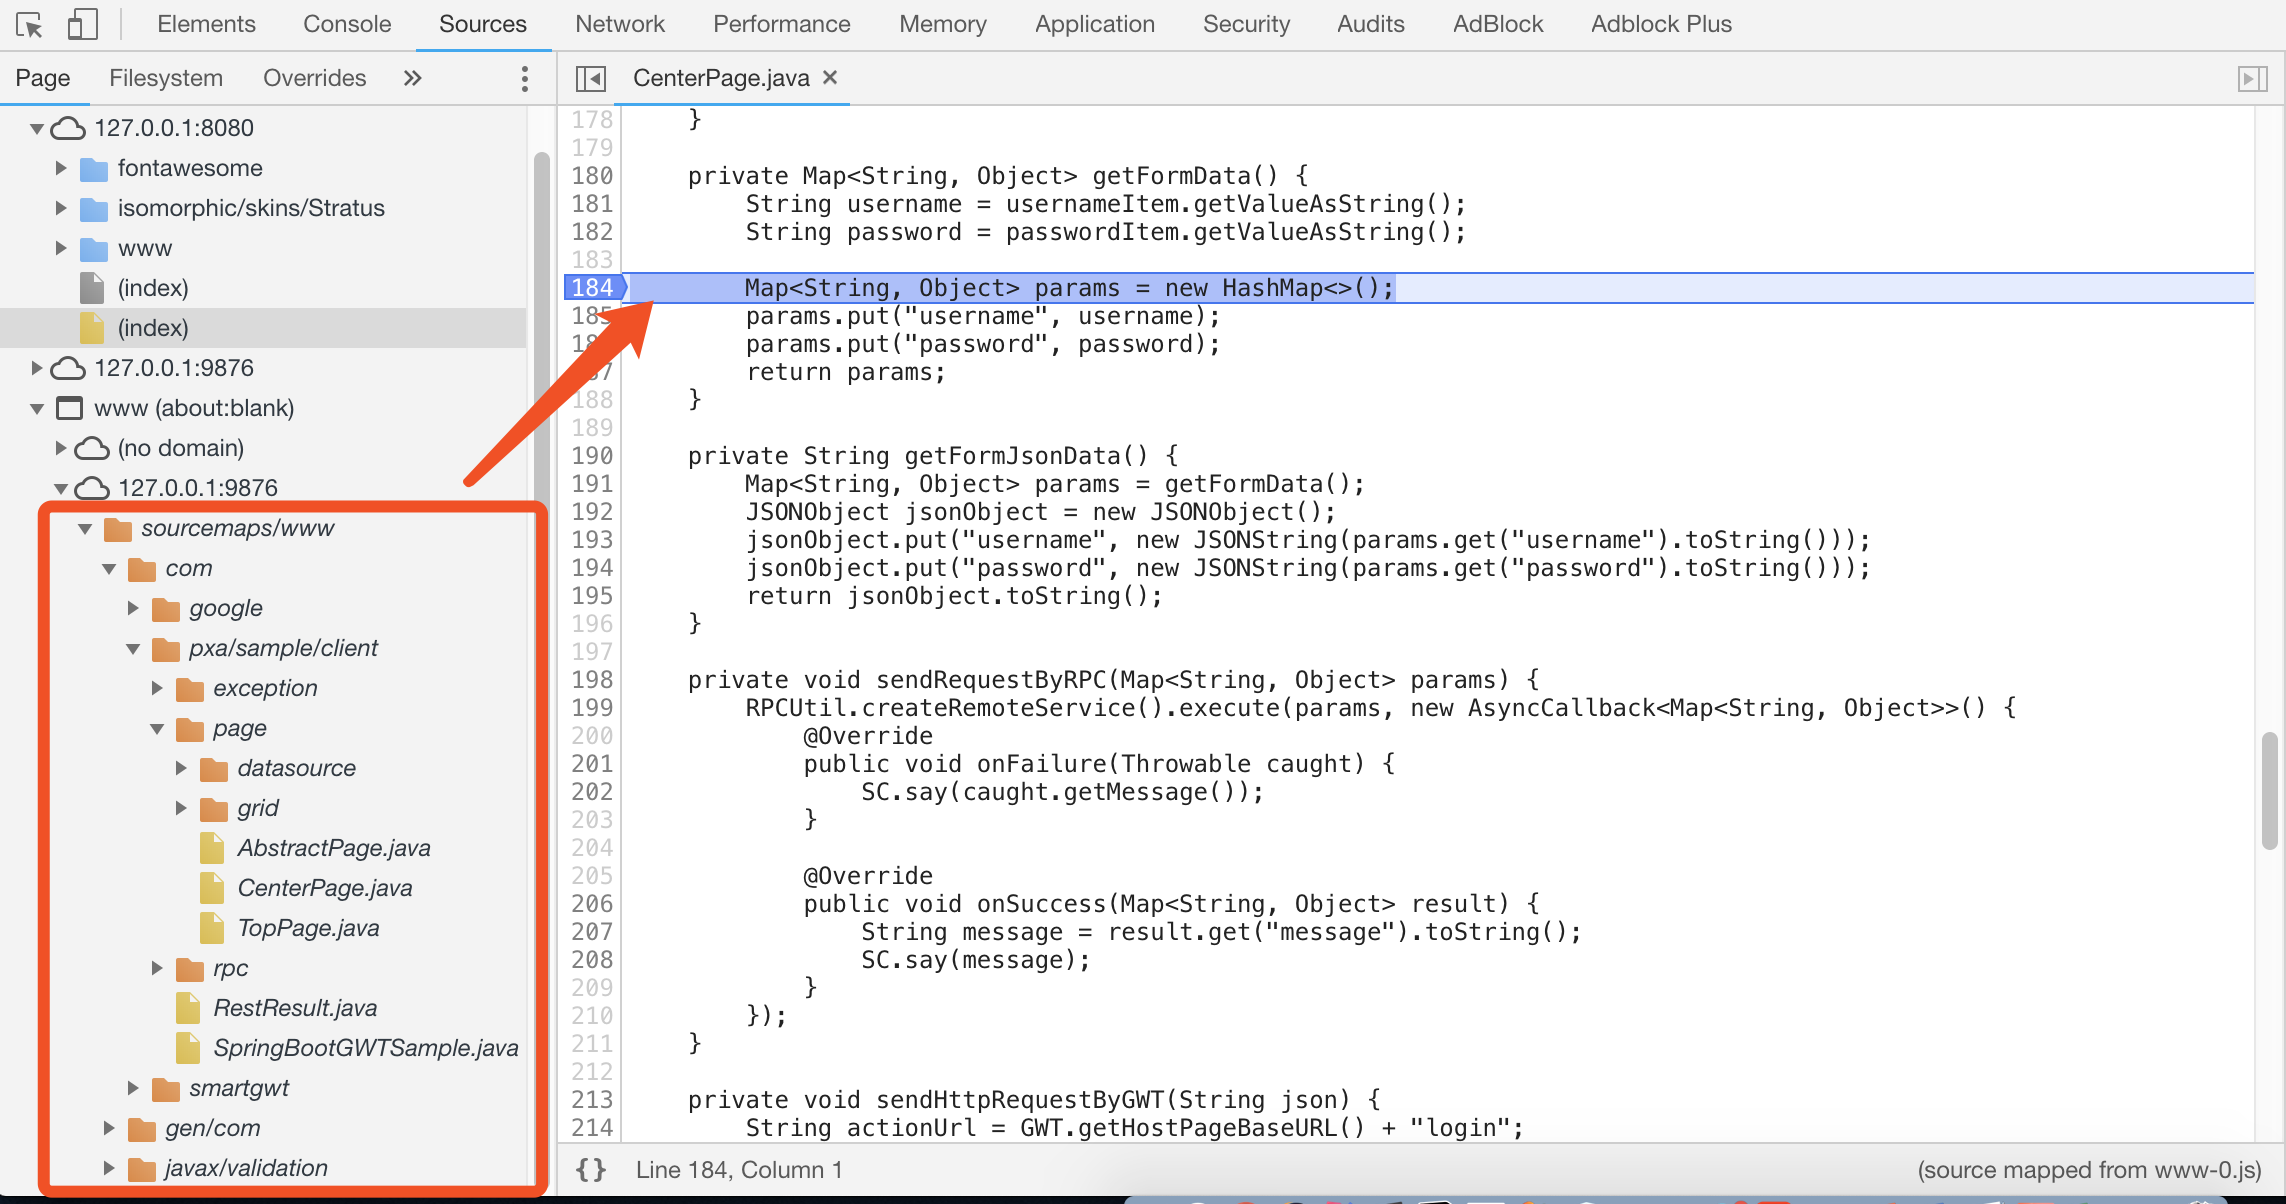 Elements Console Sources Network Performance Memory Application Security Audits AdBlock Adblock Plus
Page Filesystem Overrides »
CenterPage.java ×
127.0.0.1:8080
fontawesome
isomorphic/skins/Stratus
www
(index)
(index)
127.0.0.1:9876
www (about:blank)
(no domain)
127.0.0.1:9876
sourcemaps/www
com
google
pxa/sample/client
exception
page
datasource
grid
AbstractPage.java
CenterPage.java
TopPage.java
rpc
RestResult.java
SpringBootGWTSample.java
smartgwt
gen/com
javax/validation
178 }
179
180 private Map<String, Object> getFormData() {
181 String username = usernameItem.getValueAsString();
182 String password = passwordItem.getValueAsString();
183
184 Map<String, Object> params = new HashMap<>();
185 params.put("username", username);
params.put("password", password);
return params;
188 }
189
190 private String getFormJsonData() {
191 Map<String, Object> params = getFormData();
192 JSONObject jsonObject = new JSONObject();
193 jsonObject.put("username", new JSONString(params.get("username").toString()));
194 jsonObject.put("password", new JSONString(params.get("password").toString()));
195 return jsonObject.toString();
196 }
197
198 private void sendRequestByRPC(Map<String, Object> params) {
199 RPCUtil.createRemoteService().execute(params, new AsyncCallback<Map<String, Object>>() {
200 @Override
201 public void onFailure(Throwable caught) {
202 SC.say(caught.getMessage());
203 }
204
205 @Override
206 public void onSuccess(Map<String, Object> result) {
207 String message = result.get("message").toString();
208 SC.say(message);
209 }
210 });
211 }
212
213 private void sendHttpRequestByGWT(String json) {
214 String actionUrl = GWT.getHostPageBaseURL() + "login";
{} Line 184, Column 1
(source mapped from www-0.js)